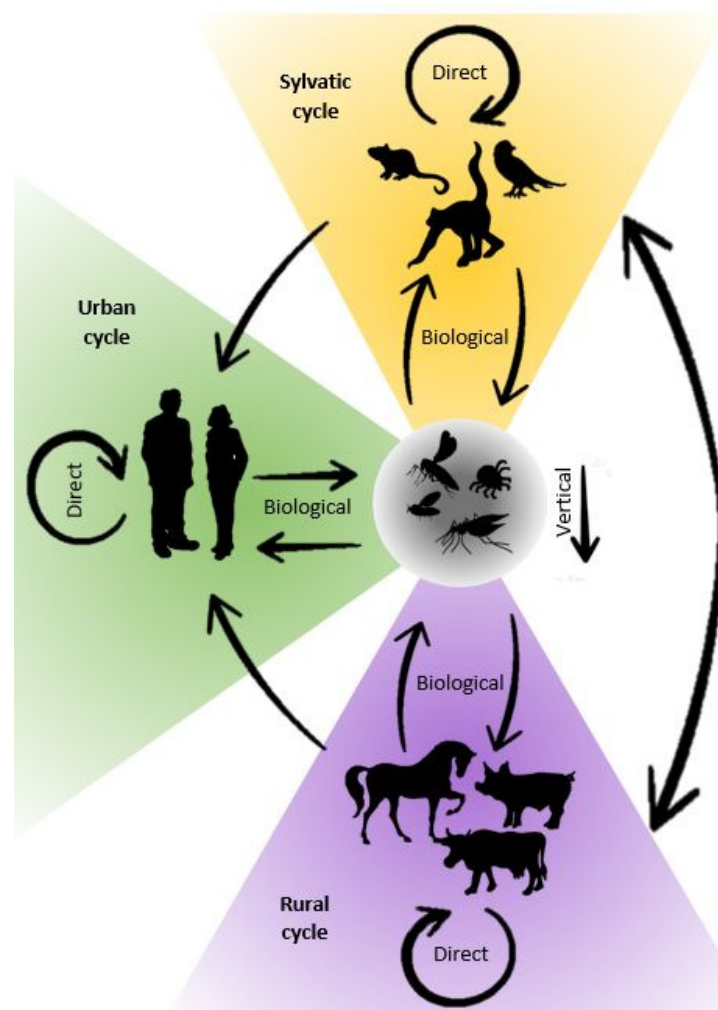 Direct
Sylvatic
cycle
Urban
cycle
Biological
Direct
Biological
Vertical
Biological
Rural
cycle
Direct